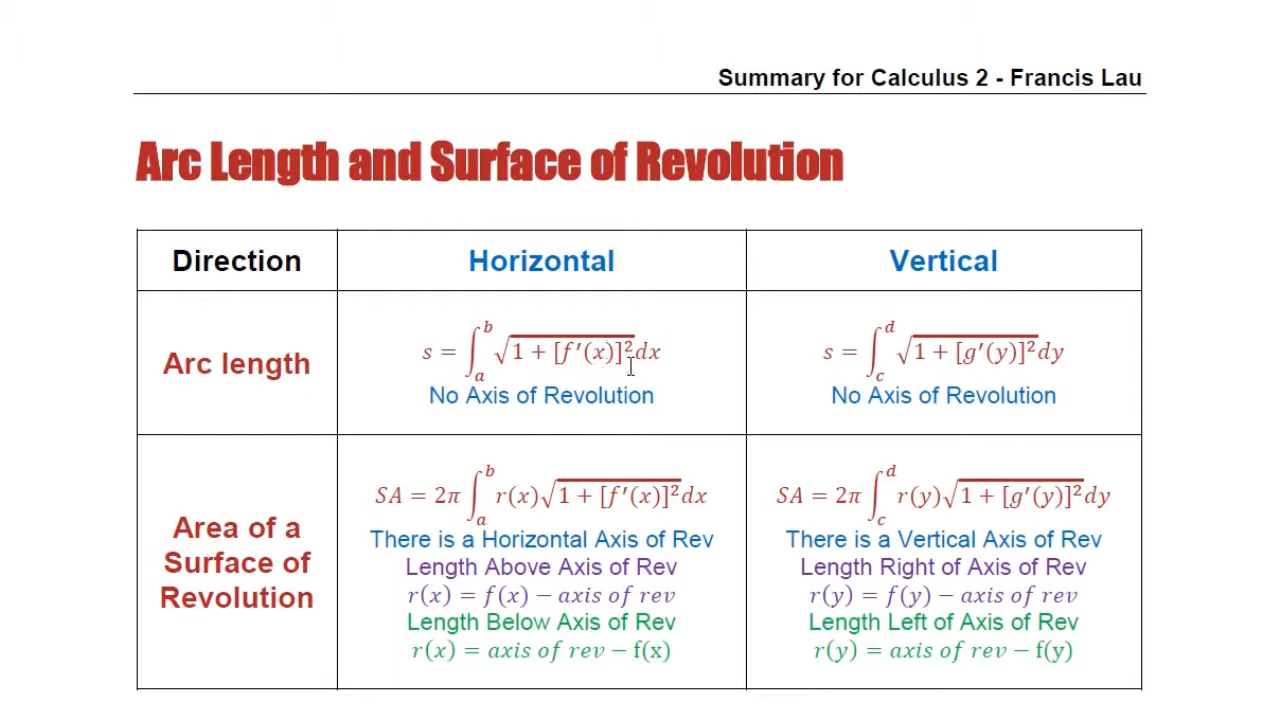 Summary for Calculus 2 - Francis Lau
Arc Length and Surface of Revolution
Direction
Horizontal
Vertical
Arc length
s = ∫_a^b √(1 + [f′(x)]²) dx
No Axis of Revolution
s = ∫_c^d √(1 + [g′(y)]²) dy
No Axis of Revolution
Area of a
Surface of
Revolution
SA = 2π ∫_a^b r(x)√(1 + [f′(x)]²) dx
There is a Horizontal Axis of Rev
Length Above Axis of Rev
r(x) = f(x) − axis of rev
Length Below Axis of Rev
r(x) = axis of rev − f(x)
SA = 2π ∫_c^d r(y)√(1 + [g′(y)]²) dy
There is a Vertical Axis of Rev
Length Right of Axis of Rev
r(y) = f(y) − axis of rev
Length Left of Axis of Rev
r(y) = axis of rev − f(y)